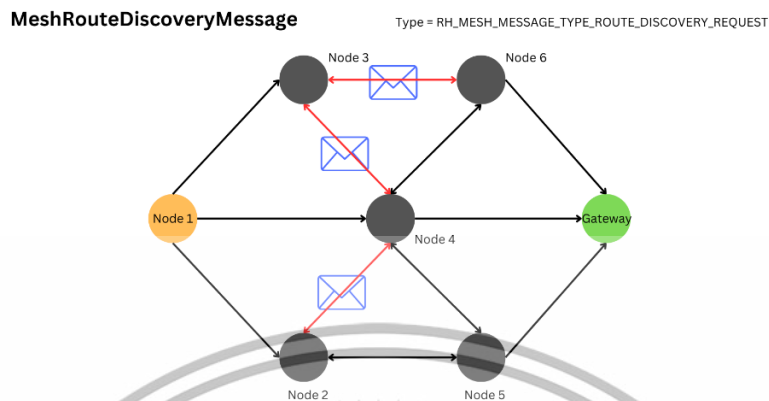 MeshRouteDiscoveryMessage
Type = RH_MESH_MESSAGE_TYPE_ROUTE_DISCOVERY_REQUEST
Node 3
Node 6
Node 1
Gateway
Node 4
Node 2
Node 5